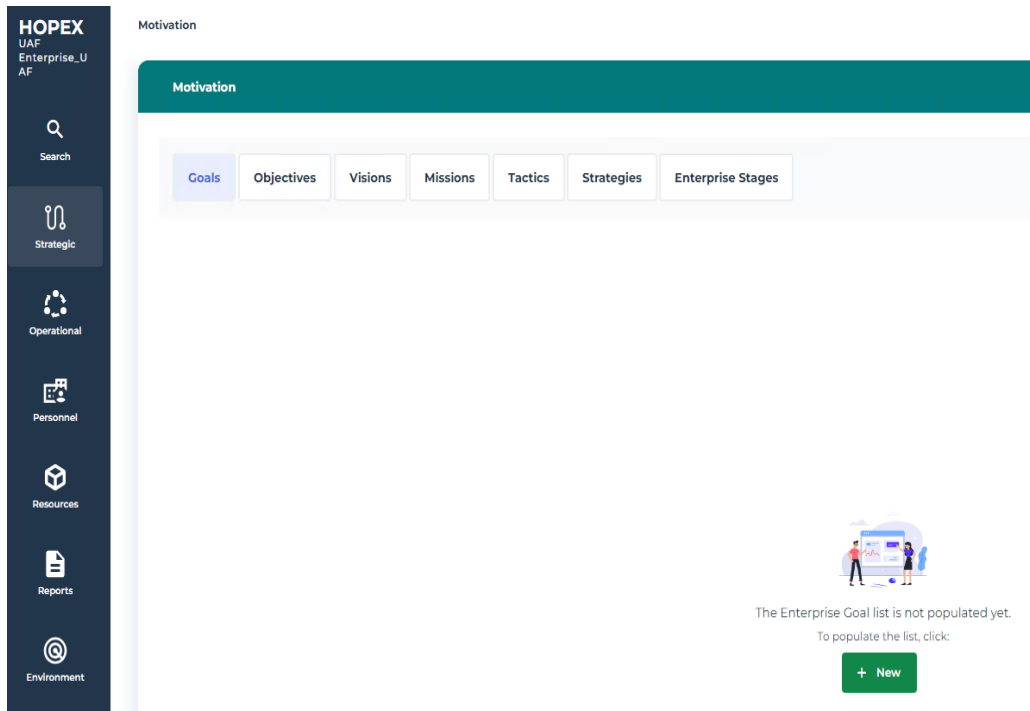 HOPEX
UAF
Enterprise_U
AF
Search
Strategic
Operational
Personnel
Resources
Reports
Environment
Motivation
Motivation
Goals Objectives Visions Missions Tactics Strategies Enterprise Stages
The Enterprise Goal list is not populated yet.
To populate the list, click:
+ New